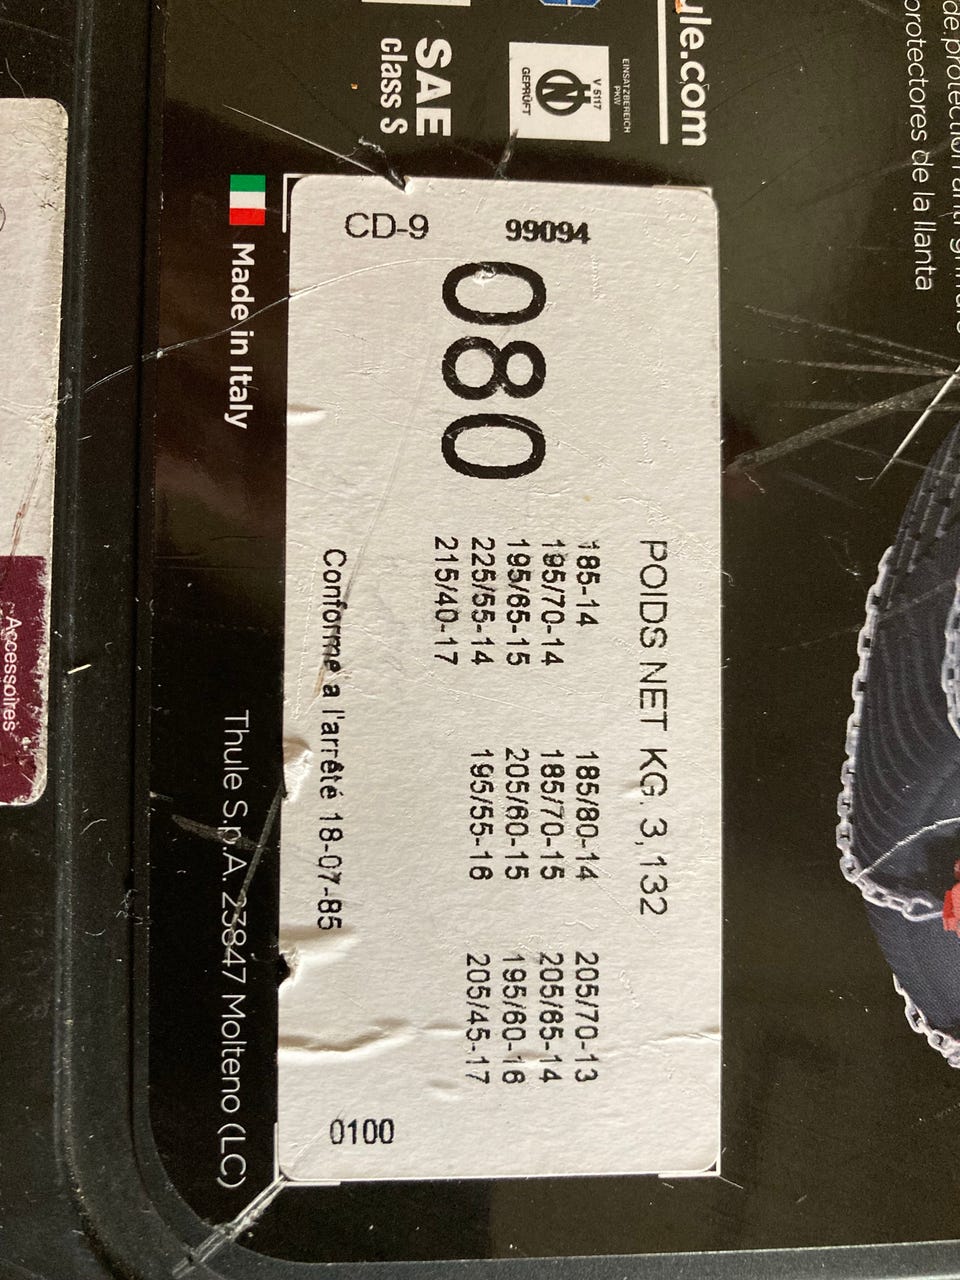 ule.com
EINSATZBEREICH
PKW
V 5117
GEPRÜFT
SAE
class S
protectores de la llanta
Made in Italy
CD-9
99094
080
POIDS NET KG. 3,132
185-14 185/80-14 205/70-13
195/70-14 185/70-15 205/65-14
195/65-15 205/60-15 195/60-16
225/55-14 195/55-16 205/45-17
215/40-17
Conforme a l'arrêté 18-07-85
0100
Thule S.p.A. 23847 Molteno (LC)
Accessoires